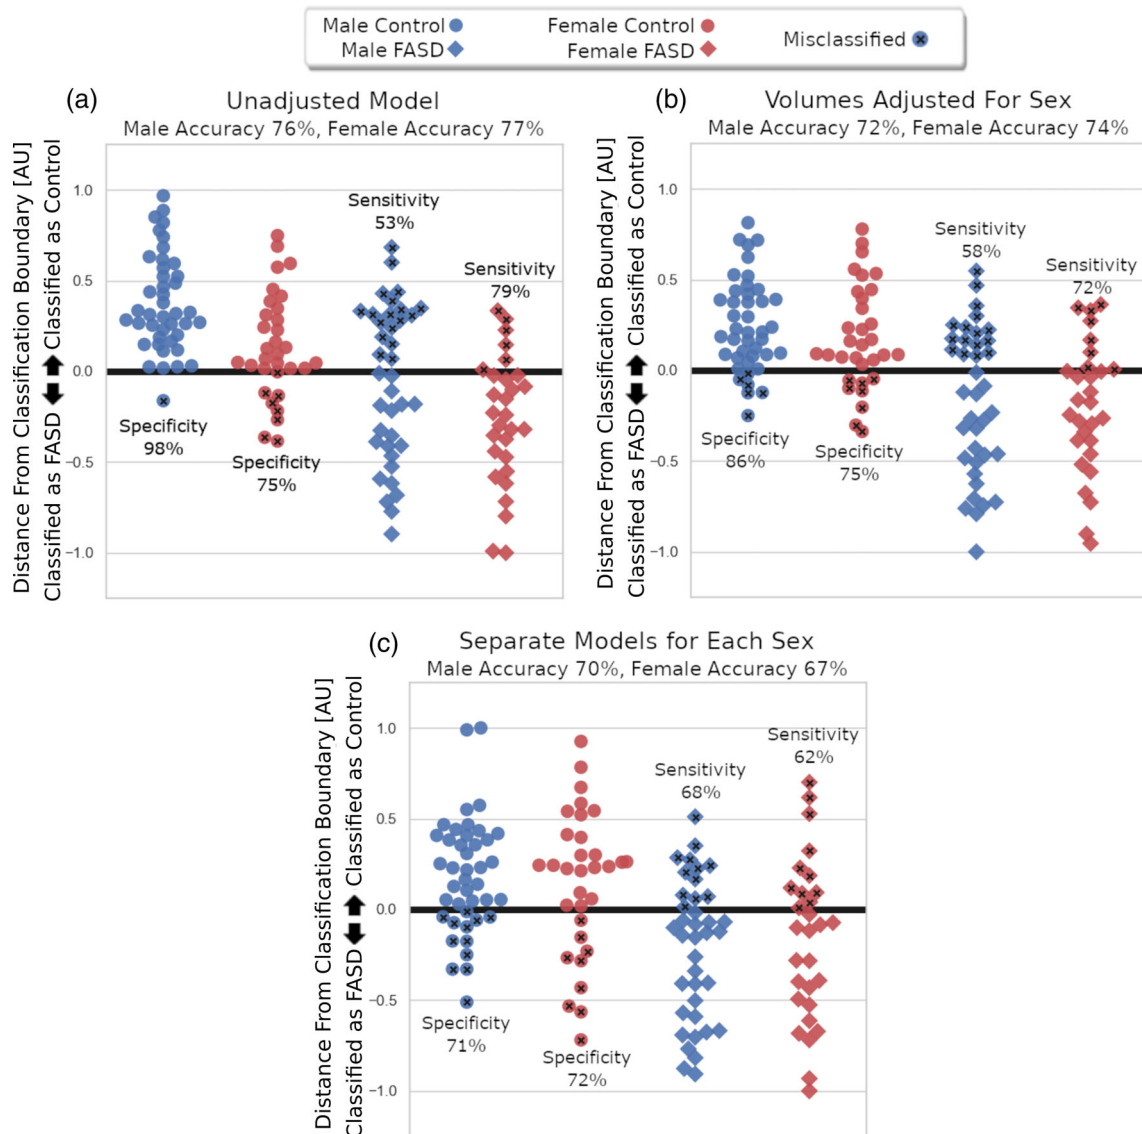 Male Control
Female Control
Misclassified
Male FASD
Female FASD
(a)
Unadjusted Model
Male Accuracy 76%, Female Accuracy 77%
Distance From Classification Boundary [AU]
Classified as FASD
Classified as Control
1.0
0.5
0.0
−0.5
−1.0
Sensitivity
53%
Sensitivity
79%
Specificity
98%
Specificity
75%
(b)
Volumes Adjusted For Sex
Male Accuracy 72%, Female Accuracy 74%
Distance From Classification Boundary [AU]
Classified as FASD
Classified as Control
1.0
0.5
0.0
−0.5
−1.0
Sensitivity
58%
Sensitivity
72%
Specificity
86%
Specificity
75%
(c)
Separate Models for Each Sex
Male Accuracy 70%, Female Accuracy 67%
Distance From Classification Boundary [AU]
Classified as FASD
Classified as Control
1.0
0.5
0.0
−0.5
−1.0
Sensitivity
68%
Sensitivity
62%
Specificity
71%
Specificity
72%